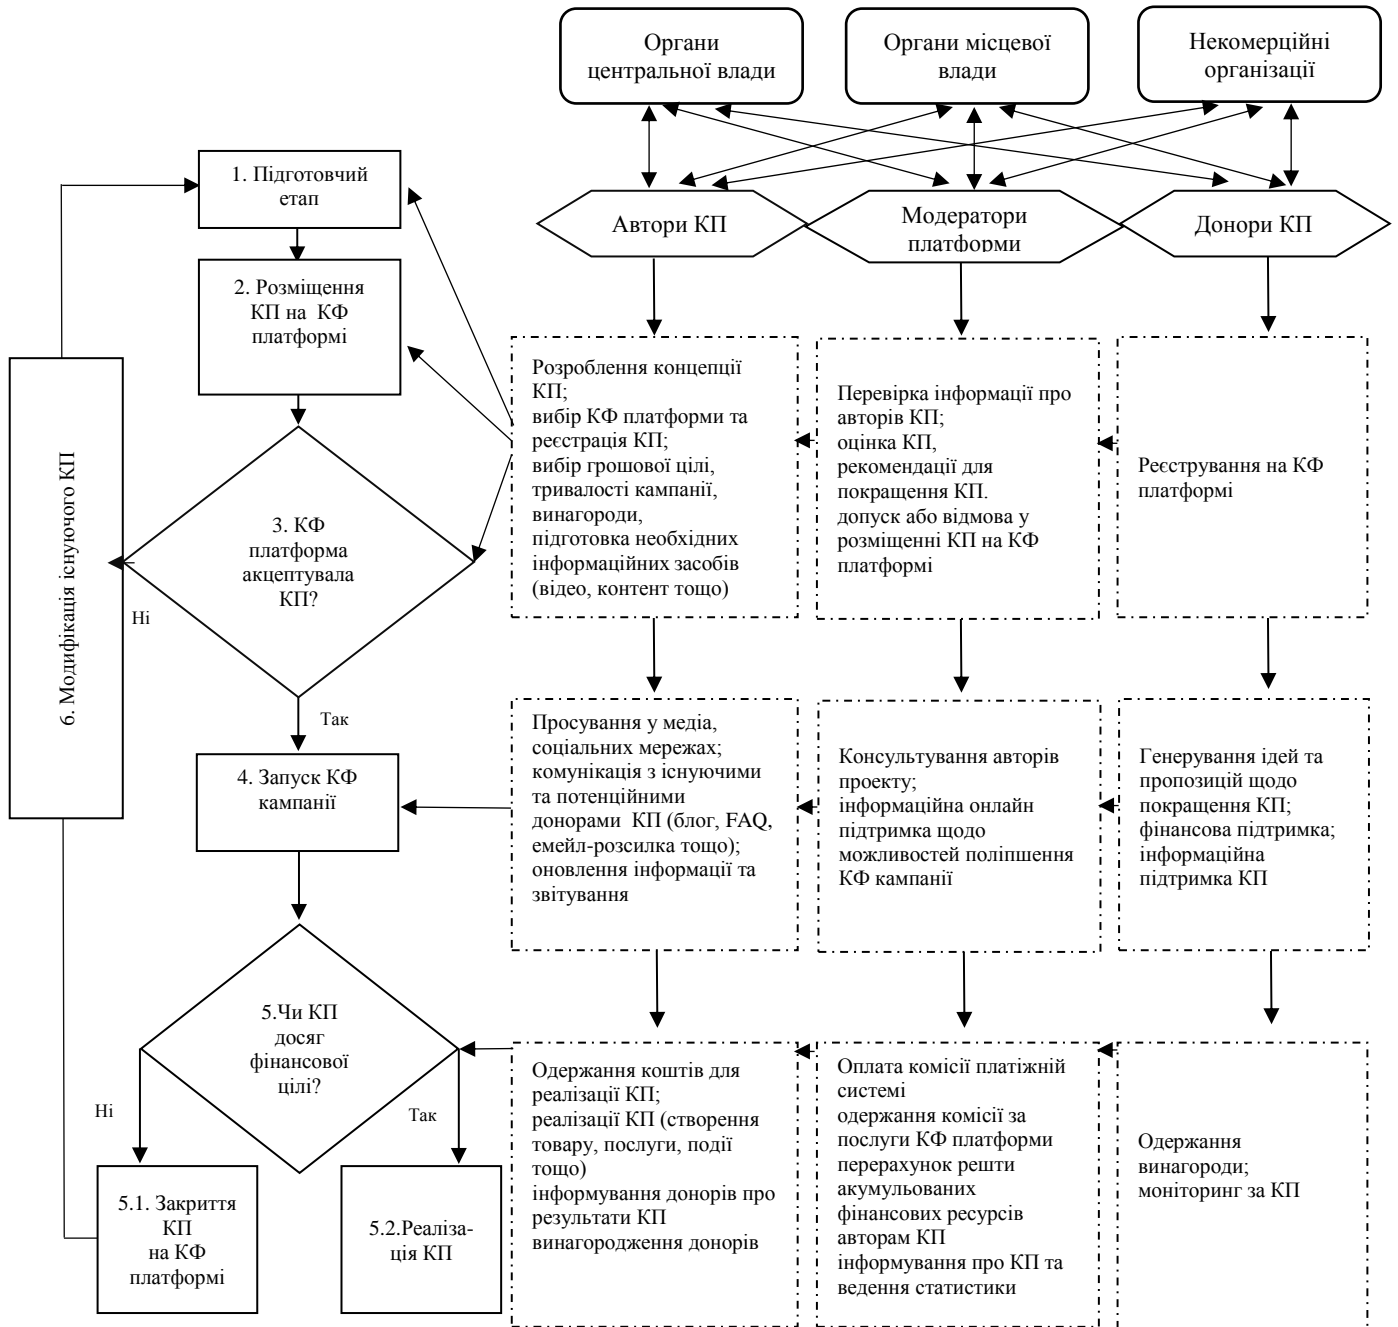 Органи
центральної влади
Органи місцевої
влади
Некомерційні
організації
Автори КП
Модератори
платформи
Донори КП
1. Підготовчий
етап
2. Розміщення
КП на КФ
платформі
3. КФ
платформа
акцептувала
КП?
Ні
Так
4. Запуск КФ
кампанії
5.Чи КП
досяг
фінансової
цілі?
Ні
Так
5.1. Закриття
КП
на КФ
платформі
5.2.Реаліза-
ція КП
6. Модифікація існуючого КП
Розроблення концепції
КП;
вибір КФ платформи та
реєстрація КП;
вибір грошової цілі,
тривалості кампанії,
винагороди,
підготовка необхідних
інформаційних засобів
(відео, контент тощо)
Перевірка інформації про
авторів КП;
оцінка КП,
рекомендації для
покращення КП.
допуск або відмова у
розміщенні КП на КФ
платформі
Реєстрування на КФ
платформі
Просування у медіа,
соціальних мережах;
комунікація з існуючими
та потенційними
донорами КП (блог, FAQ,
емейл-розсилка тощо);
оновлення інформації та
звітування
Консультування авторів
проекту;
інформаційна онлайн
підтримка щодо
можливостей поліпшення
КФ кампанії
Генерування ідей та
пропозицій щодо
покращення КП;
фінансова підтримка;
інформаційна
підтримка КП
Одержання коштів для
реалізації КП;
реалізації КП (створення
товару, послуги, події
тощо)
інформування донорів про
результати КП
винагородження донорів
Оплата комісії платіжній
системі
одержання комісії за
послуги КФ платформи
перерахунок решти
акумульованих
фінансових ресурсів
авторам КП
інформування про КП та
ведення статистики
Одержання
винагороди;
моніторинг за КП